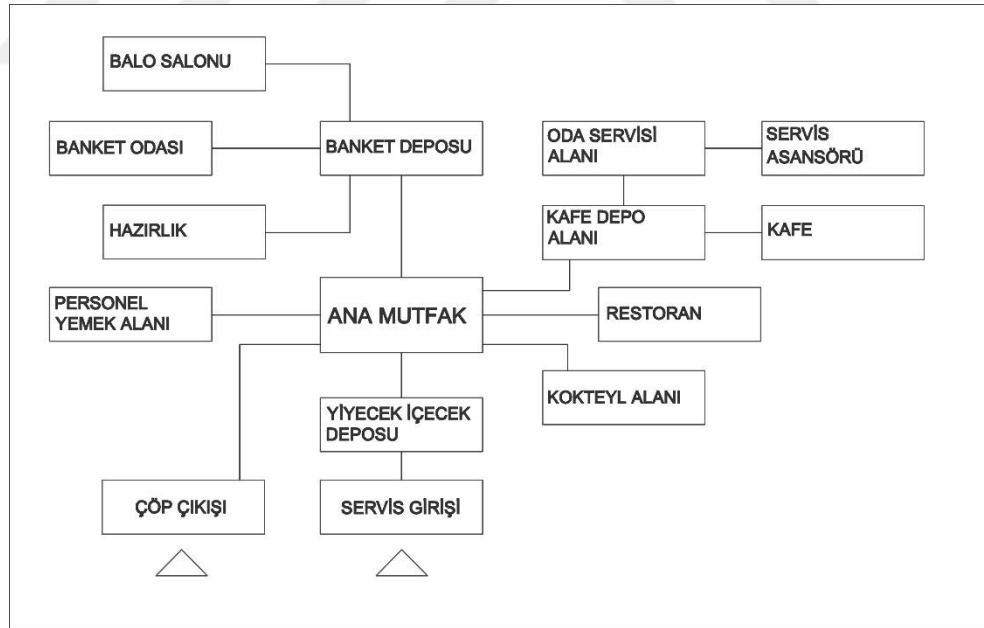 BALO SALONU
BANKET ODASI
BANKET DEPOSU
ODA SERVİSİ
ALANI
SERVİS
ASANSÖRÜ
HAZIRLIK
KAFE DEPO
ALANI
KAFE
PERSONEL
YEMEK ALANI
ANA MUTFAK
RESTORAN
KOKTEYL ALANI
YİYECEK İÇECEK
DEPOSU
ÇÖP ÇIKIŞI
SERVİS GİRİŞİ